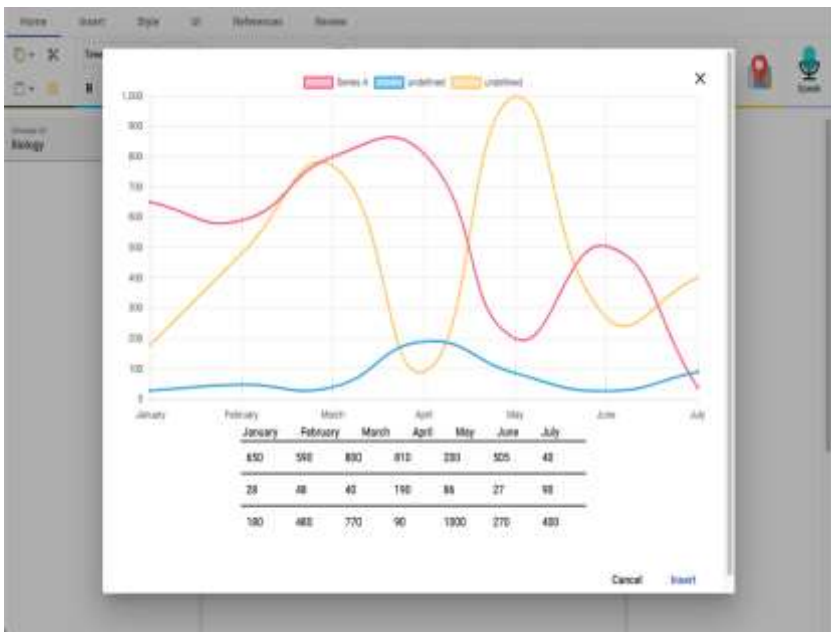 Home Insert Style UI References Review
Speak
Biology
Series A undefined undefined
1,000
900
800
700
600
500
400
300
200
100
0
January February March April May June July
January February March April May June July
650 590 800 810 200 505 40
28 48 40 190 86 27 90
180 480 770 90 1000 270 400
Cancel Insert